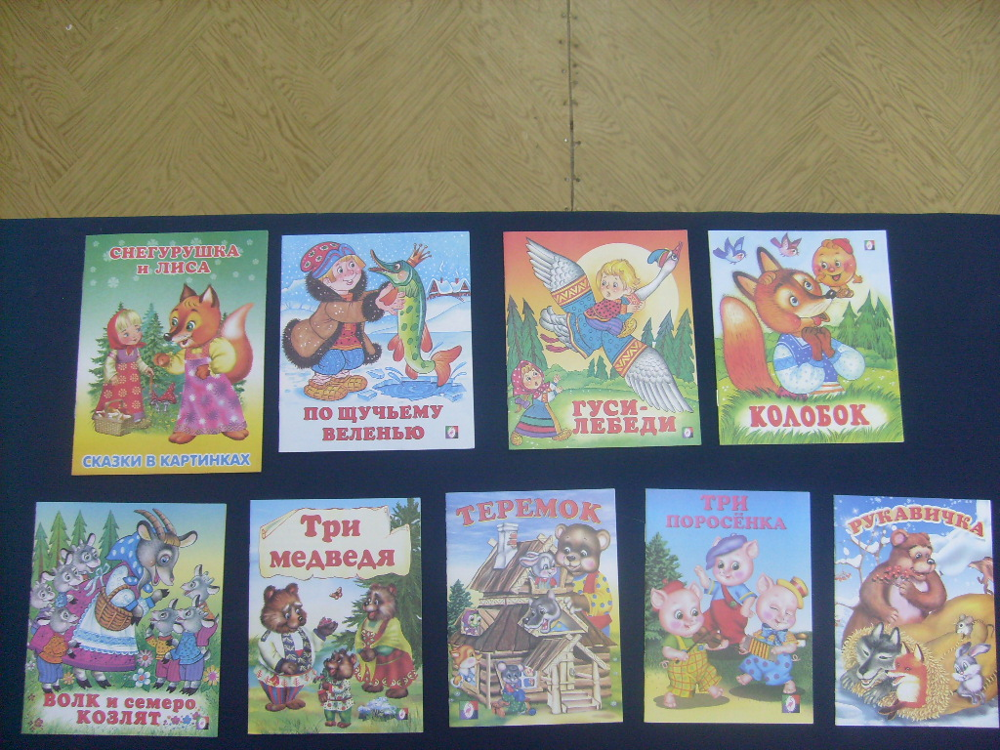 СНЕГУРУШКА
и ЛИСА
СКАЗКИ В КАРТИНКАХ
ПО ЩУЧЬЕМУ
ВЕЛЕНЬЮ
ГУСИ-
ЛЕБЕДИ
КОЛОБОК
ВОЛК и семеро
КОЗЛЯТ
Три
медведя
ТЕРЕМОК
ТРИ
ПОРОСЁНКА
РУКАВИЧКА